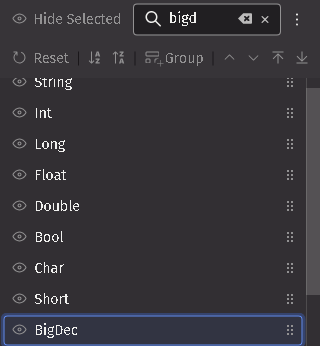 Hide Selected bigd
Reset Group
String
Int
Long
Float
Double
Bool
Char
Short
BigDec